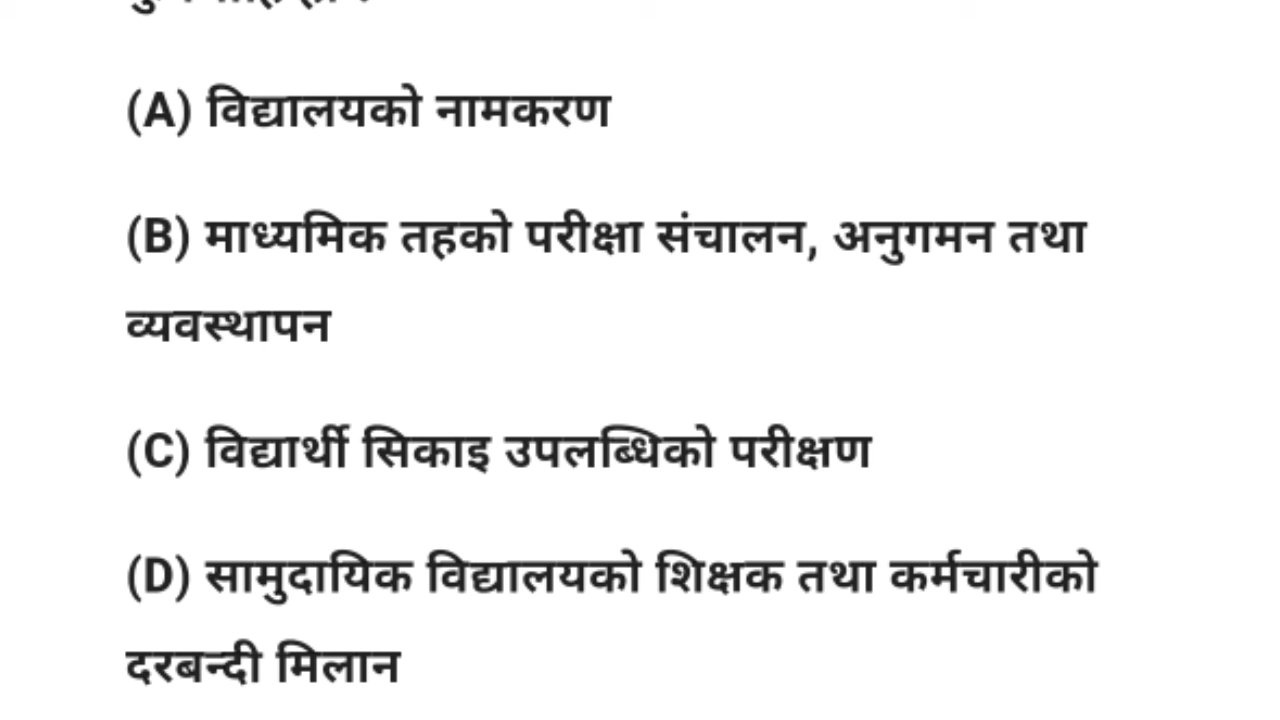 (A) विद्यालयको नामकरण
(B) माध्यमिक तहको परीक्षा संचालन, अनुगमन तथा
व्यवस्थापन
(C) विद्यार्थी सिकाइ उपलब्धिको परीक्षण
(D) सामुदायिक विद्यालयको शिक्षक तथा कर्मचारीको
दरबन्दी मिलान